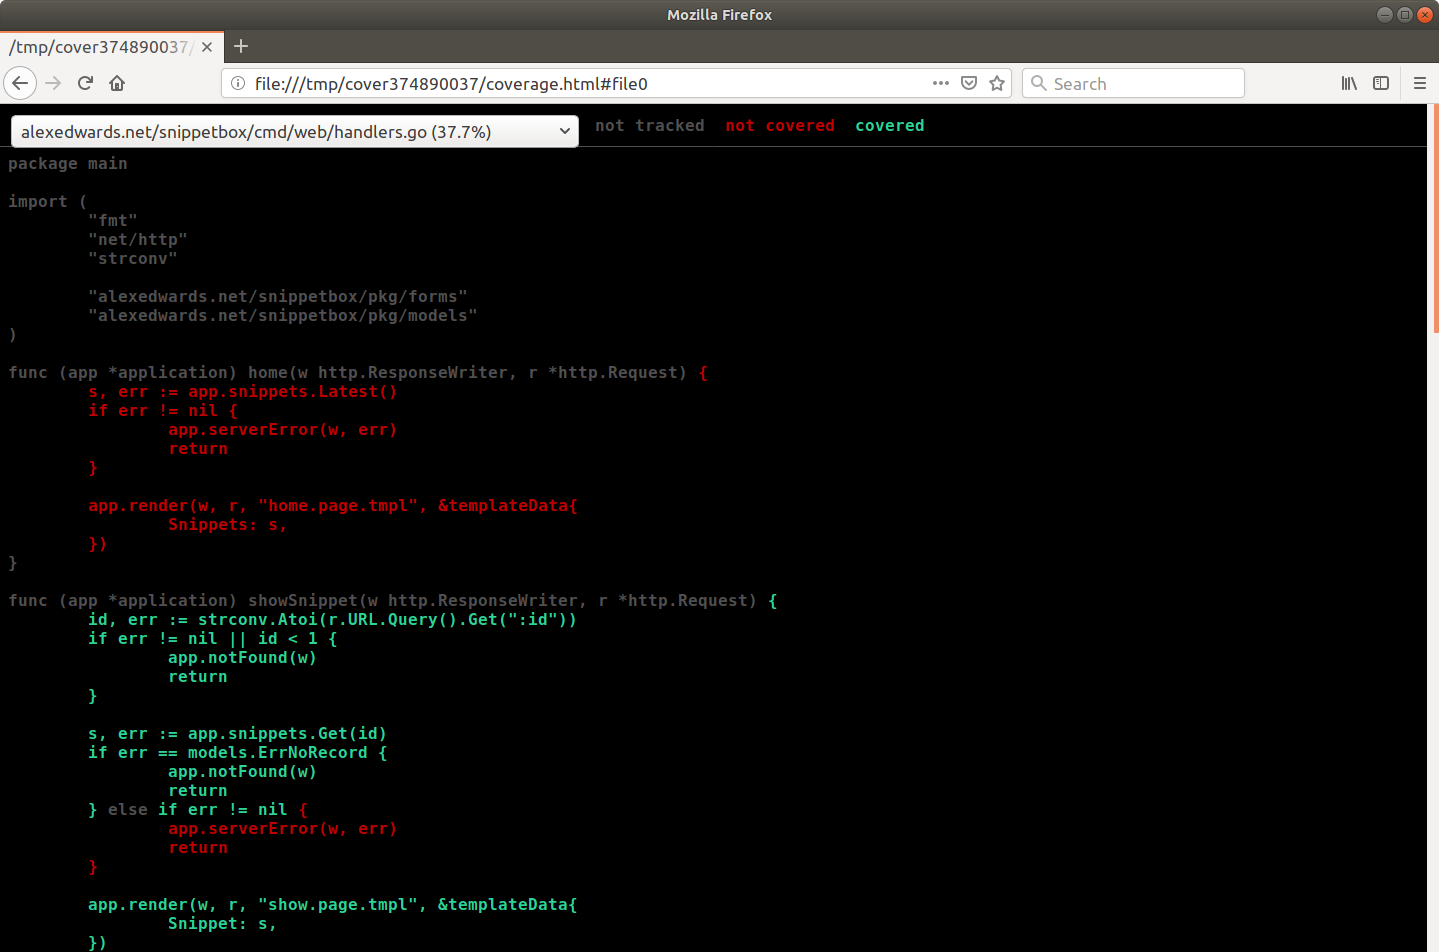 Mozilla Firefox
/tmp/cover374890037/
file:///tmp/cover374890037/coverage.html#file0
Search
alexedwards.net/snippetbox/cmd/web/handlers.go (37.7%)
not tracked not covered covered
package main
import (
"fmt"
"net/http"
"strconv"
"alexedwards.net/snippetbox/pkg/forms"
"alexedwards.net/snippetbox/pkg/models"
)
func (app *application) home(w http.ResponseWriter, r *http.Request) {
s, err := app.snippets.Latest()
if err != nil {
app.serverError(w, err)
return
}
app.render(w, r, "home.page.tmpl", &templateData{
Snippets: s,
})
}
func (app *application) showSnippet(w http.ResponseWriter, r *http.Request) {
id, err := strconv.Atoi(r.URL.Query().Get(":id"))
if err != nil || id < 1 {
app.notFound(w)
return
}
s, err := app.snippets.Get(id)
if err == models.ErrNoRecord {
app.notFound(w)
return
} else if err != nil {
app.serverError(w, err)
return
}
app.render(w, r, "show.page.tmpl", &templateData{
Snippet: s,
})